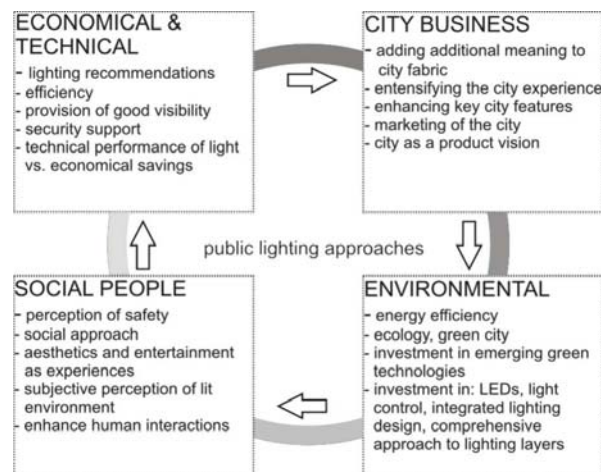 ECONOMICAL &
TECHNICAL
- lighting recommendations
- efficiency
- provision of good visibility
- security support
- technical performance of light
vs. economical savings
CITY BUSINESS
- adding additional meaning to
city fabric
- entensifying the city experience
- enhancing key city features
- marketing of the city
- city as a product vision
public lighting approaches
SOCIAL PEOPLE
- perception of safety
- social approach
- aesthetics and entertainment
as experiences
- subjective perception of lit
environment
- enhance human interactions
ENVIRONMENTAL
- energy efficiency
- ecology, green city
- investment in emerging green
technologies
- investment in: LEDs, light
control, integrated lighting
design, comprehensive
approach to lighting layers